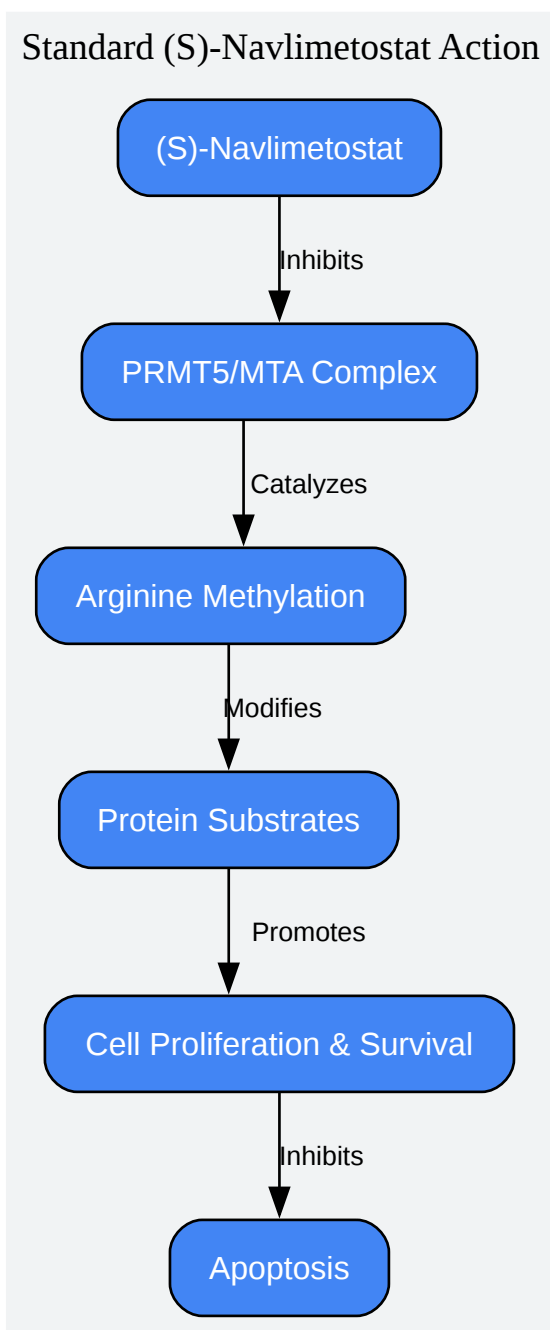 Standard (S)-Navlimetostat Action
(S)-Navlimetostat
Inhibits
PRMT5/MTA Complex
Catalyzes
Arginine Methylation
Modifies
Protein Substrates
Promotes
Cell Proliferation & Survival
Inhibits
Apoptosis